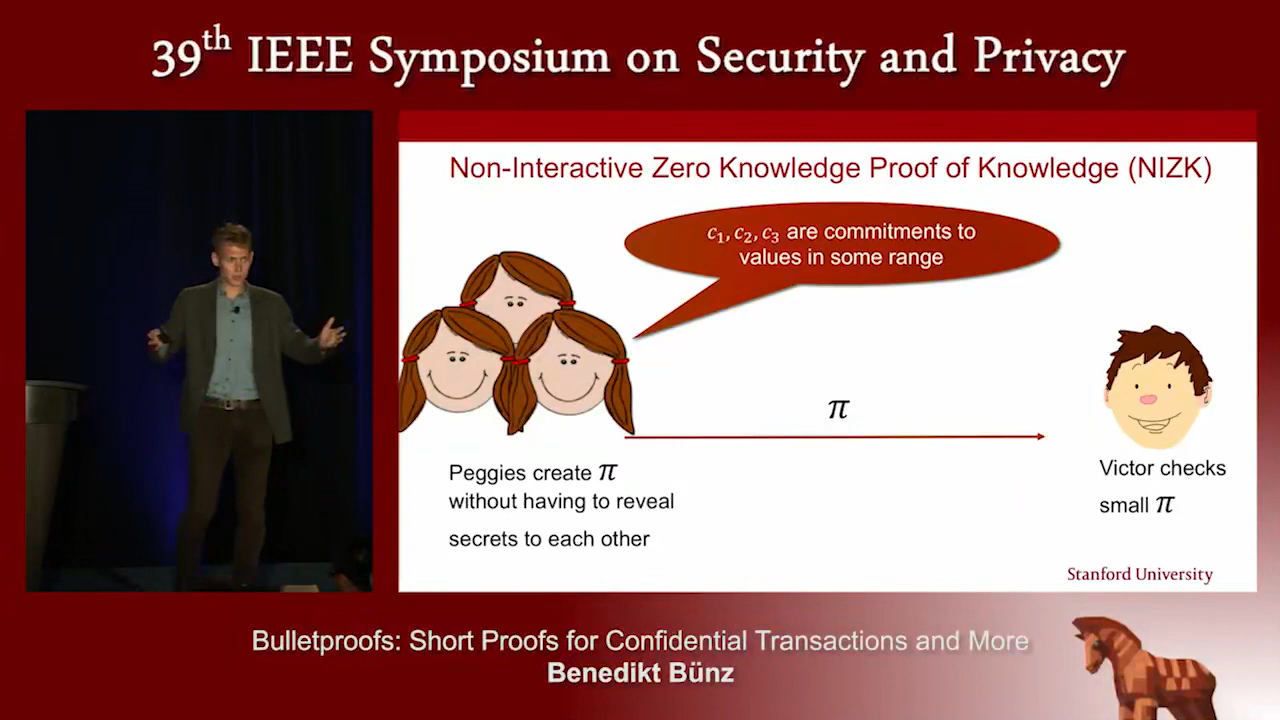 39th IEEE Symposium on Security and Privacy
Non-Interactive Zero Knowledge Proof of Knowledge (NIZK)
c₁, c₂, c₃ are commitments to
values in some range
π
Peggies create π
without having to reveal
secrets to each other
Victor checks
small π
Stanford University
Bulletproofs: Short Proofs for Confidential Transactions and More
Benedikt Bünz